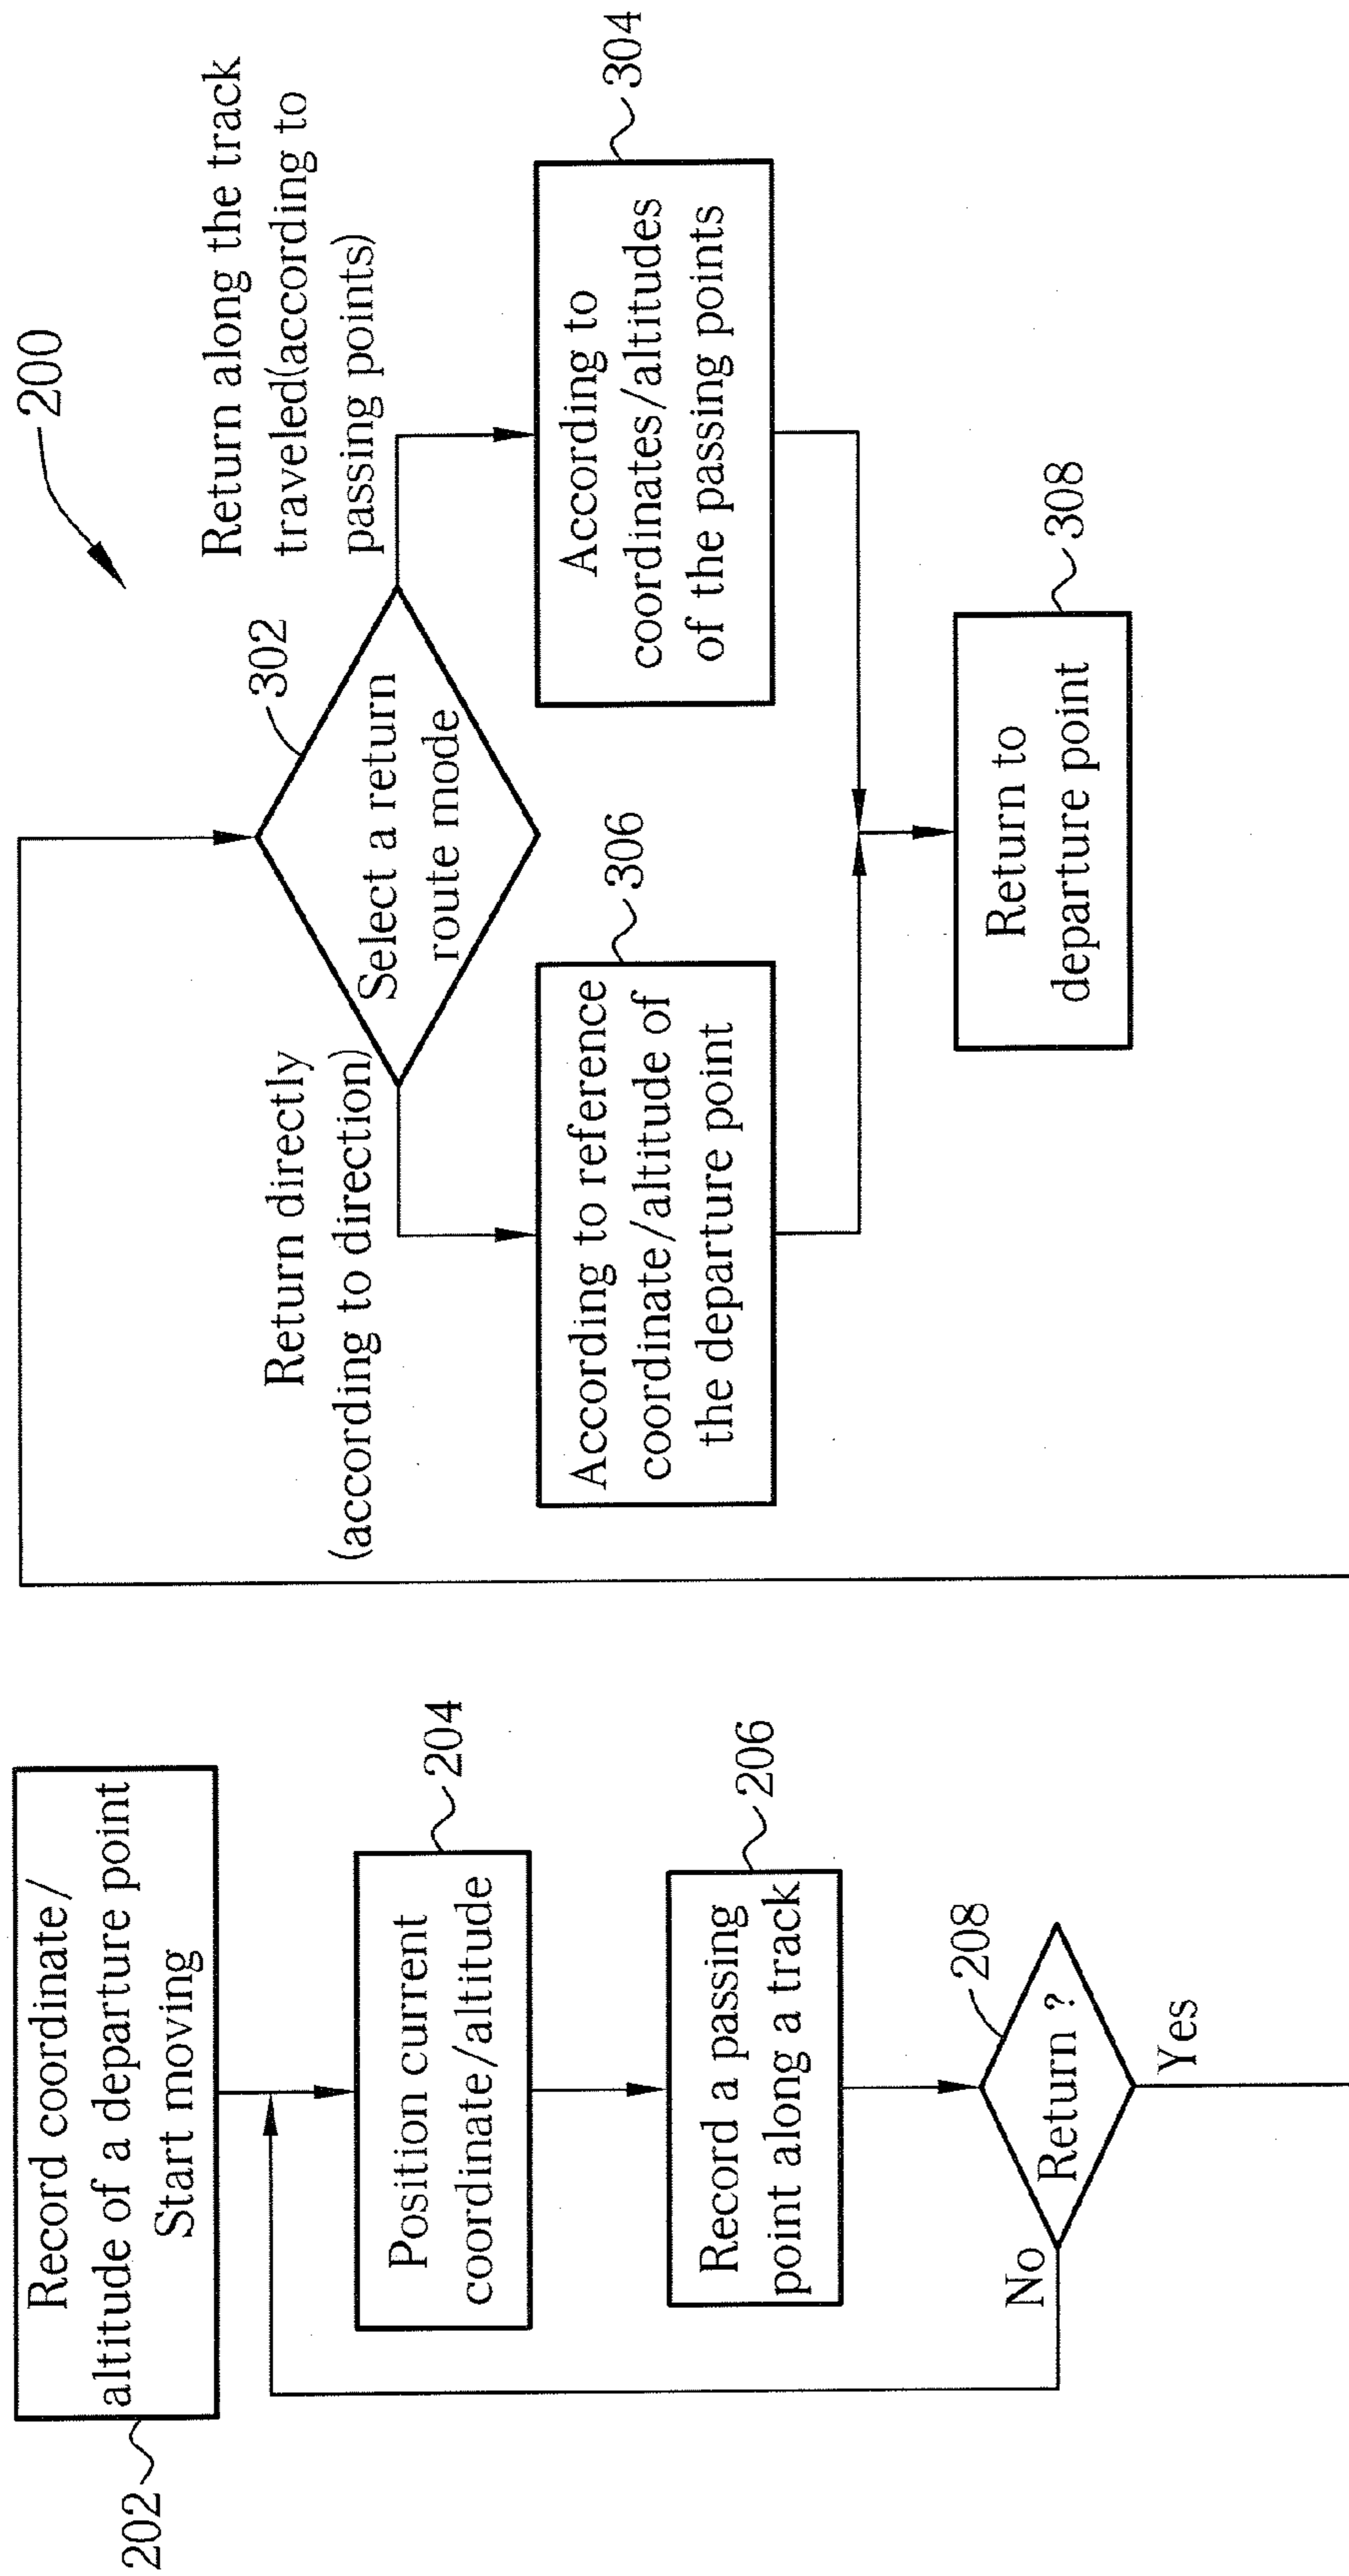 200
202
Record coordinate/
altitude of a departure point
Start moving
204
Position current
coordinate/altitude
206
Record a passing
point along a track
208
Return ?
No
Yes
302
Select a return
route mode
Return directly
(according to direction)
Return along the track
traveled(according to
passing points)
306
According to reference
coordinate/altitude of
the departure point
304
According to
coordinates/altitudes
of the passing points
308
Return to
departure point